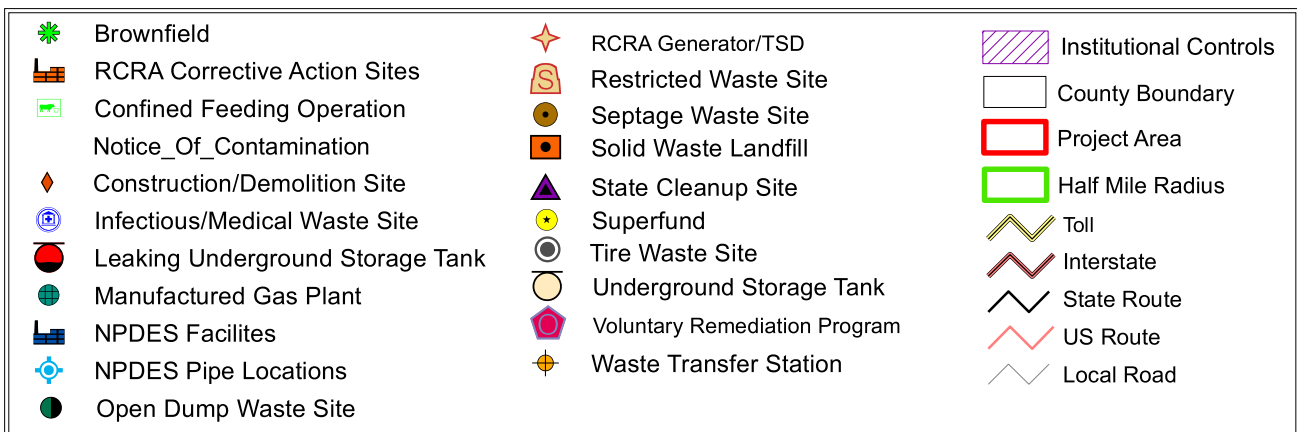 Brownfield
RCRA Corrective Action Sites
Confined Feeding Operation
Notice_Of_Contamination
Construction/Demolition Site
Infectious/Medical Waste Site
Leaking Underground Storage Tank
Manufactured Gas Plant
NPDES Facilites
NPDES Pipe Locations
Open Dump Waste Site
RCRA Generator/TSD
S Restricted Waste Site
Septage Waste Site
Solid Waste Landfill
State Cleanup Site
Superfund
Tire Waste Site
Underground Storage Tank
O Voluntary Remediation Program
Waste Transfer Station
Institutional Controls
County Boundary
Project Area
Half Mile Radius
Toll
Interstate
State Route
US Route
Local Road